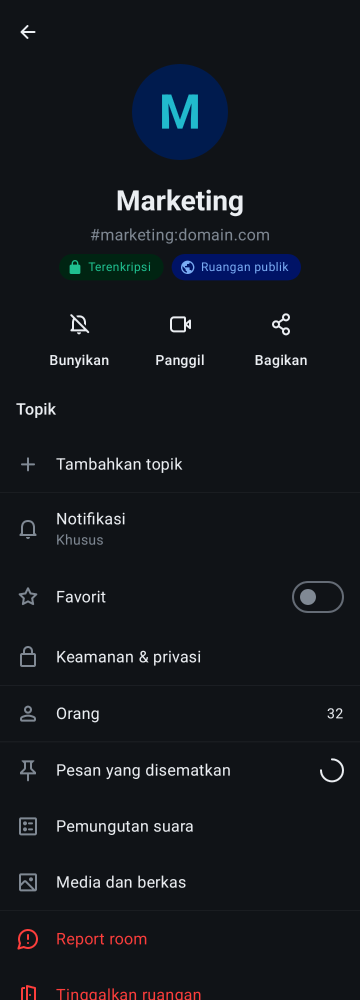 M
Marketing
#marketing:domain.com
Terenkripsi
Ruangan publik
Bunyikan
Panggil
Bagikan
Topik
Tambahkan topik
Notifikasi
Khusus
Favorit
Keamanan & privasi
Orang
32
Pesan yang disematkan
Pemungutan suara
Media dan berkas
Report room
Tinggalkan ruangan